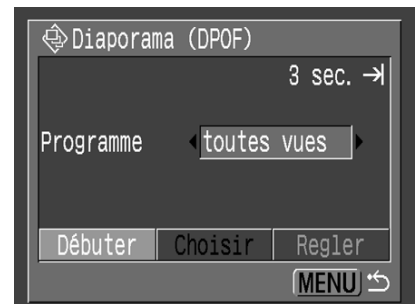 Diaporama (DPOF)
3 sec.
Programme toutes vues
Débuter Choisir Regler
MENU